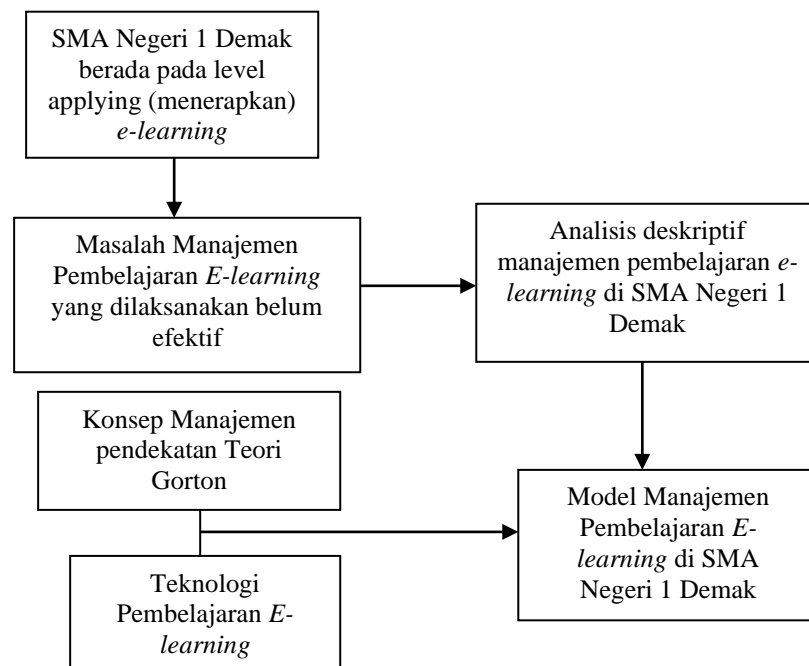 SMA Negeri 1 Demak
berada pada level
applying (menerapkan)
e-learning
Masalah Manajemen
Pembelajaran E-learning
yang dilaksanakan belum
efektif
Analisis deskriptif
manajemen pembelajaran e-
learning di SMA Negeri 1
Demak
Konsep Manajemen
pendekatan Teori
Gorton
Model Manajemen
Pembelajaran E-
learning di SMA
Negeri 1 Demak
Teknologi
Pembelajaran E-
learning